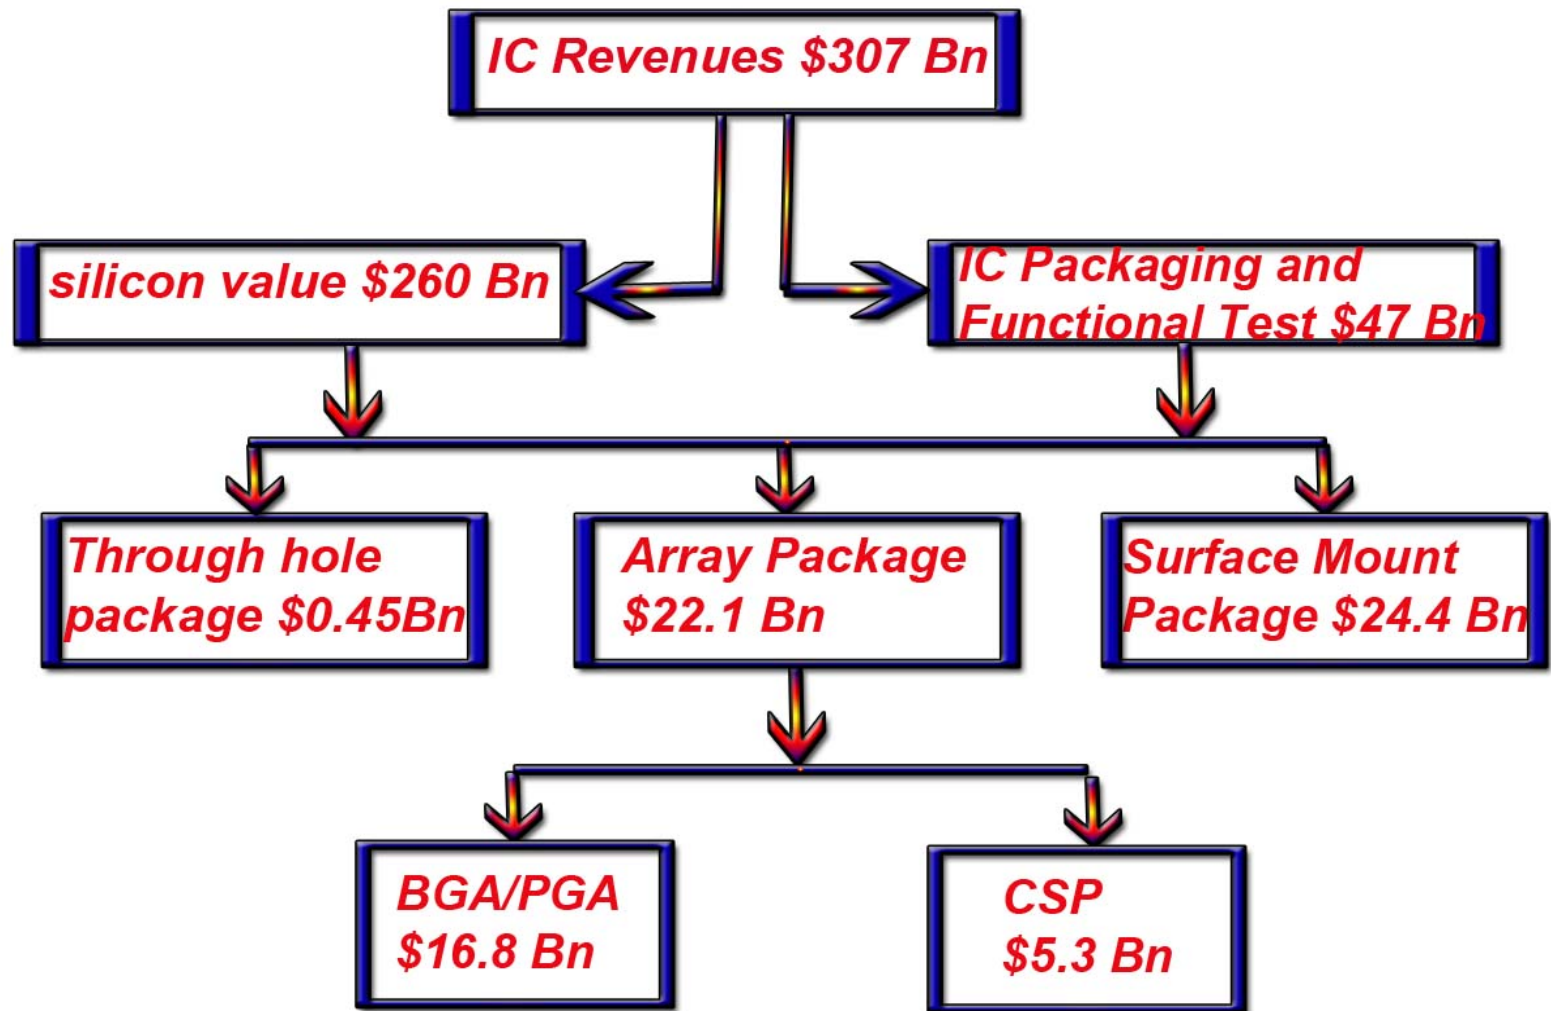 IC Revenues $307 Bn
silicon value $260 Bn
IC Packaging and
Functional Test $47 Bn
Through hole
package $0.45Bn
Array Package
$22.1 Bn
Surface Mount
Package $24.4 Bn
BGA/PGA
$16.8 Bn
CSP
$5.3 Bn